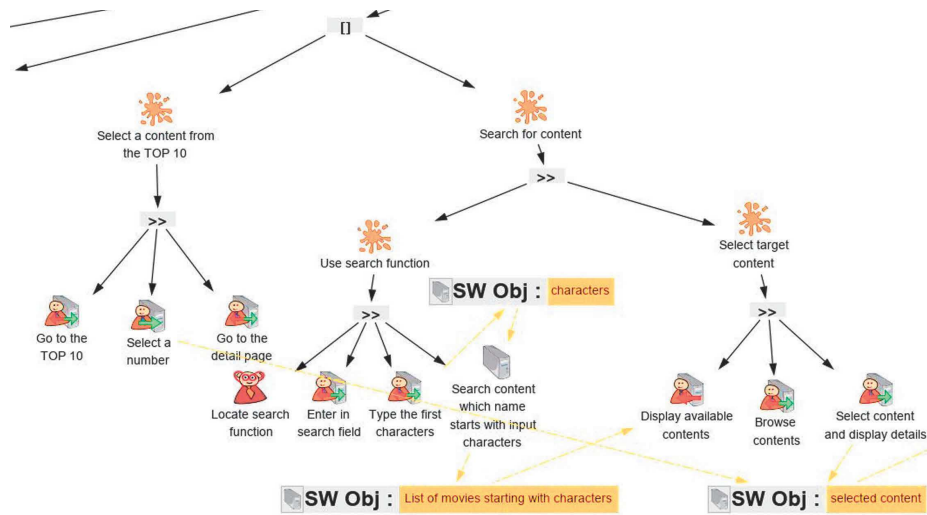 []
Select a content from
the TOP 10
Search for content
>>
>>
Use search function
Select target
content
SW Obj : characters
>>
>>
Go to the
TOP 10
Select a
number
Go to the
detail page
Locate search
function
Enter in
search field
Type the first
characters
Search content
which name
starts with input
characters
Display available
contents
Browse
contents
Select content
and display details
SW Obj : List of movies starting with characters
SW Obj : selected content